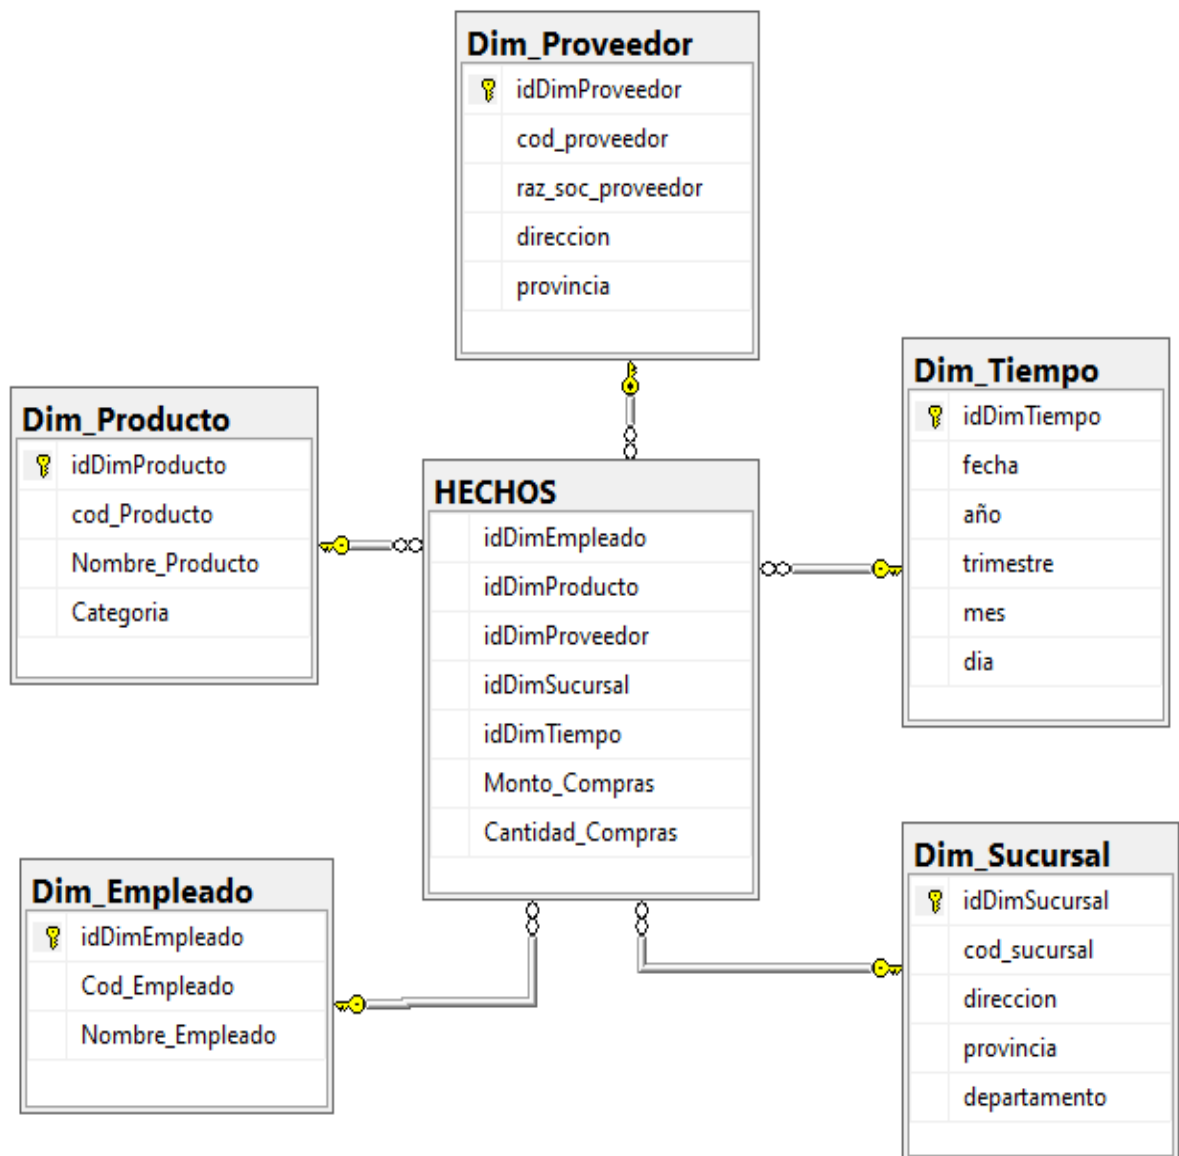 Dim_Proveedor
idDimProveedor
cod_proveedor
raz_soc_proveedor
direccion
provincia
Dim_Tiempo
idDimTiempo
fecha
año
trimestre
mes
dia
Dim_Producto
idDimProducto
cod_Producto
Nombre_Producto
Categoria
HECHOS
idDimEmpleado
idDimProducto
idDimProveedor
idDimSucursal
idDimTiempo
Monto_Compras
Cantidad_Compras
Dim_Empleado
idDimEmpleado
Cod_Empleado
Nombre_Empleado
Dim_Sucursal
idDimSucursal
cod_sucursal
direccion
provincia
departamento